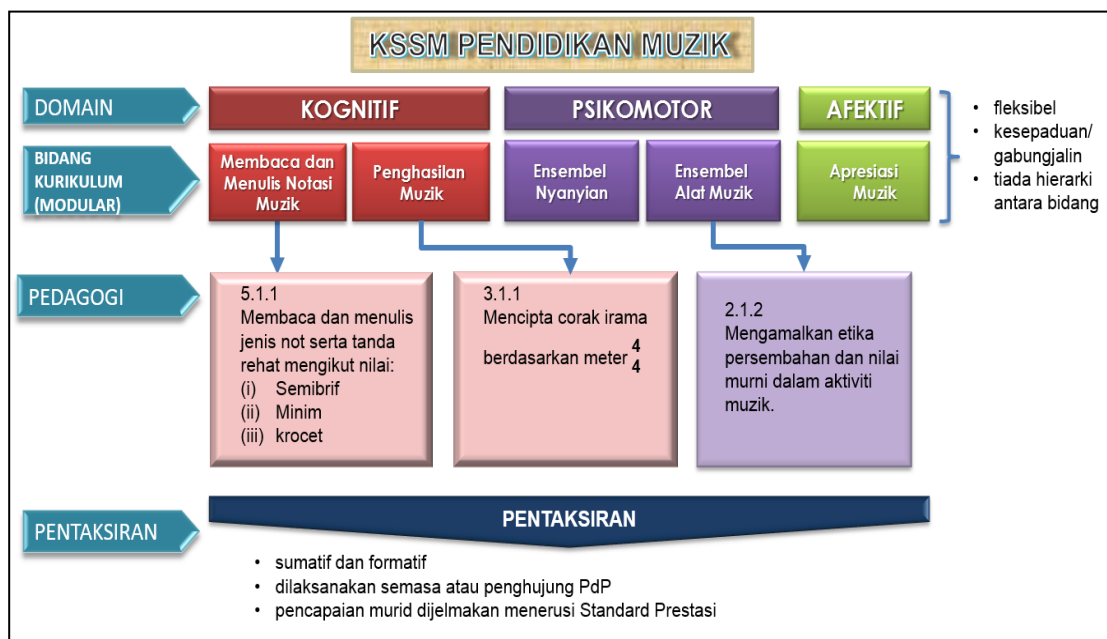 KSSM PENDIDIKAN MUZIK
DOMAIN
KOGNITIF
PSIKOMOTOR
AFEKTIF
BIDANG
KURIKULUM
(MODULAR)
Membaca dan
Menulis Notasi
Muzik
Penghasilan
Muzik
Ensembel
Nyanyian
Ensembel
Alat Muzik
Apresiasi
Muzik
• fleksibel
• kesepaduan/
gabungjalin
• tiada hierarki
antara bidang
PEDAGOGI
5.1.1
Membaca dan menulis
jenis not serta tanda
rehat mengikut nilai:
(i) Semibrif
(ii) Minim
(iii) krocet
3.1.1
Mencipta corak irama
berdasarkan meter 4
4
2.1.2
Mengamalkan etika
persembahan dan nilai
murni dalam aktiviti
muzik.
PENTAKSIRAN
PENTAKSIRAN
• sumatif dan formatif
• dilaksanakan semasa atau penghujung PdP
• pencapaian murid dijelmakan menerusi Standard Prestasi